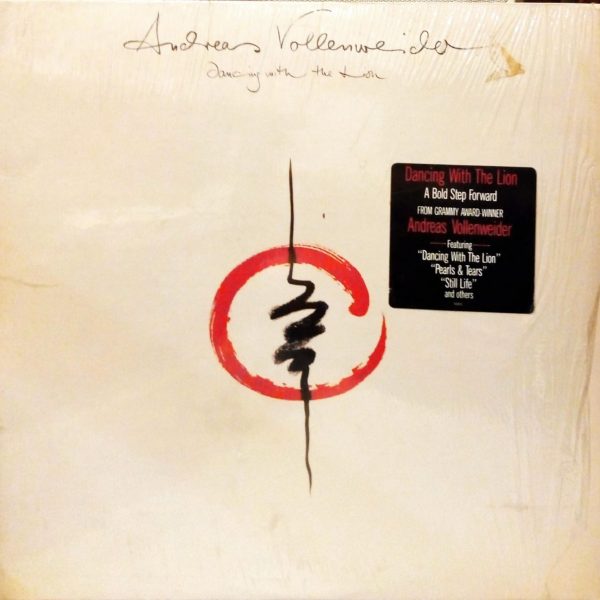 Andreas Vollenweider
dancing with the Lion
Dancing With The Lion
A Bold Step Forward
FROM GRAMMY AWARD-WINNER
Andreas Vollenweider
Featuring
"Dancing With The Lion"
"Pearls & Tears"
"Still Life"
and others